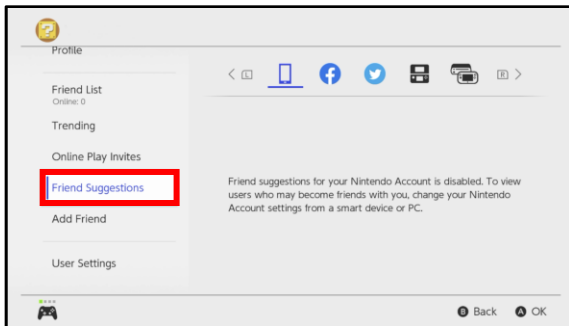 Profile
Friend List
Online: 0
Trending
Online Play Invites
Friend Suggestions
Add Friend
User Settings
L
R
Friend suggestions for your Nintendo Account is disabled. To view
users who may become friends with you, change your Nintendo
Account settings from a smart device or PC.
B Back A OK